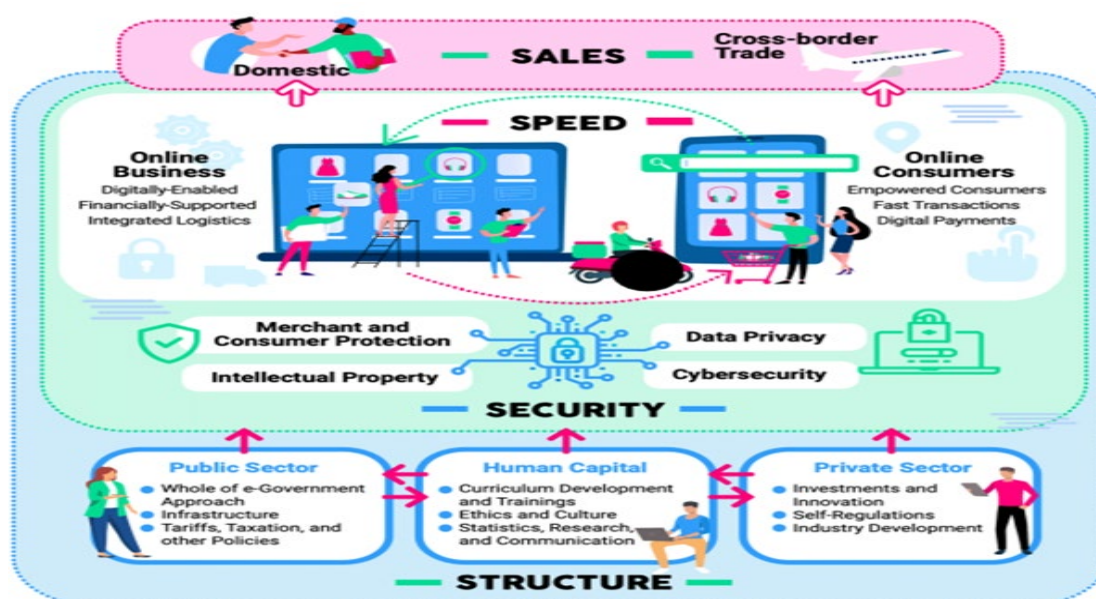 Domestic
SALES
Cross-border
Trade
SPEED
Online
Business
Digitally-Enabled
Financially-Supported
Integrated Logistics
Online
Consumers
Empowered Consumers
Fast Transactions
Digital Payments
Merchant and
Consumer Protection
Data Privacy
Intellectual Property
Cybersecurity
SECURITY
Public Sector
Whole of e-Government
Approach
Infrastructure
Tariffs, Taxation, and
other Policies
Human Capital
Curriculum Development
and Trainings
Ethics and Culture
Statistics, Research,
and Communication
Private Sector
Investments and
Innovation
Self-Regulations
Industry Development
STRUCTURE